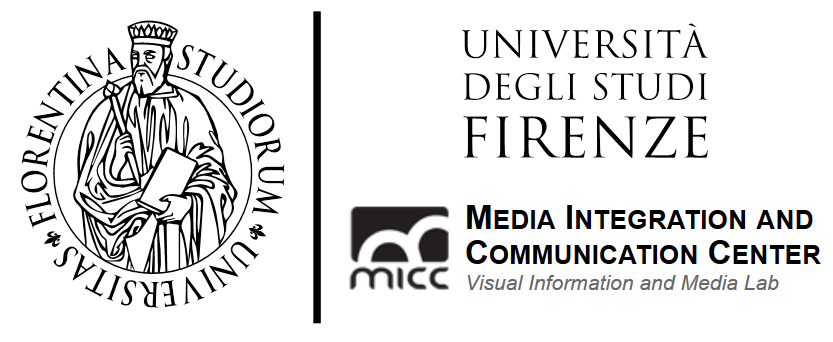 FLORENTINA STUDIORUM UNIVERSITAS
UNIVERSITÀ
DEGLI STUDI
FIRENZE
micc
MEDIA INTEGRATION AND
COMMUNICATION CENTER
Visual Information and Media Lab